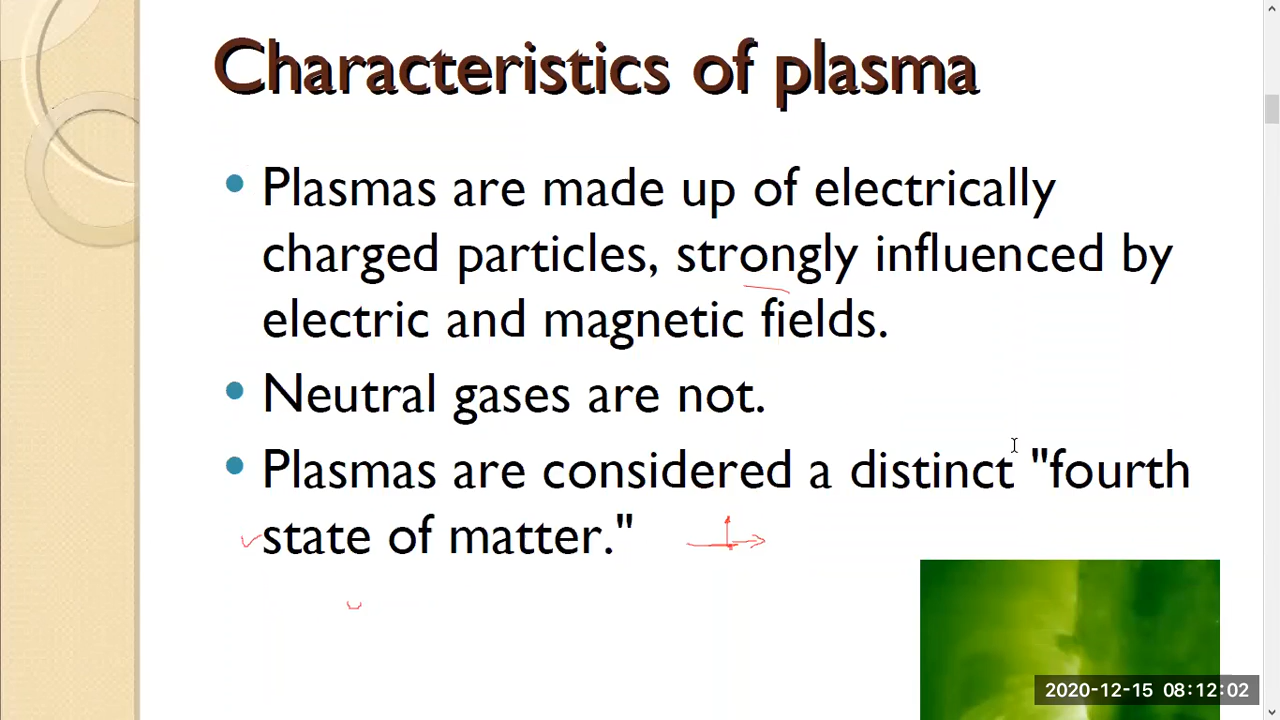 Characteristics of plasma
• Plasmas are made up of electrically
charged particles, strongly influenced by
electric and magnetic fields.
• Neutral gases are not.
• Plasmas are considered a distinct "fourth
state of matter."
2020-12-15 08:12:02